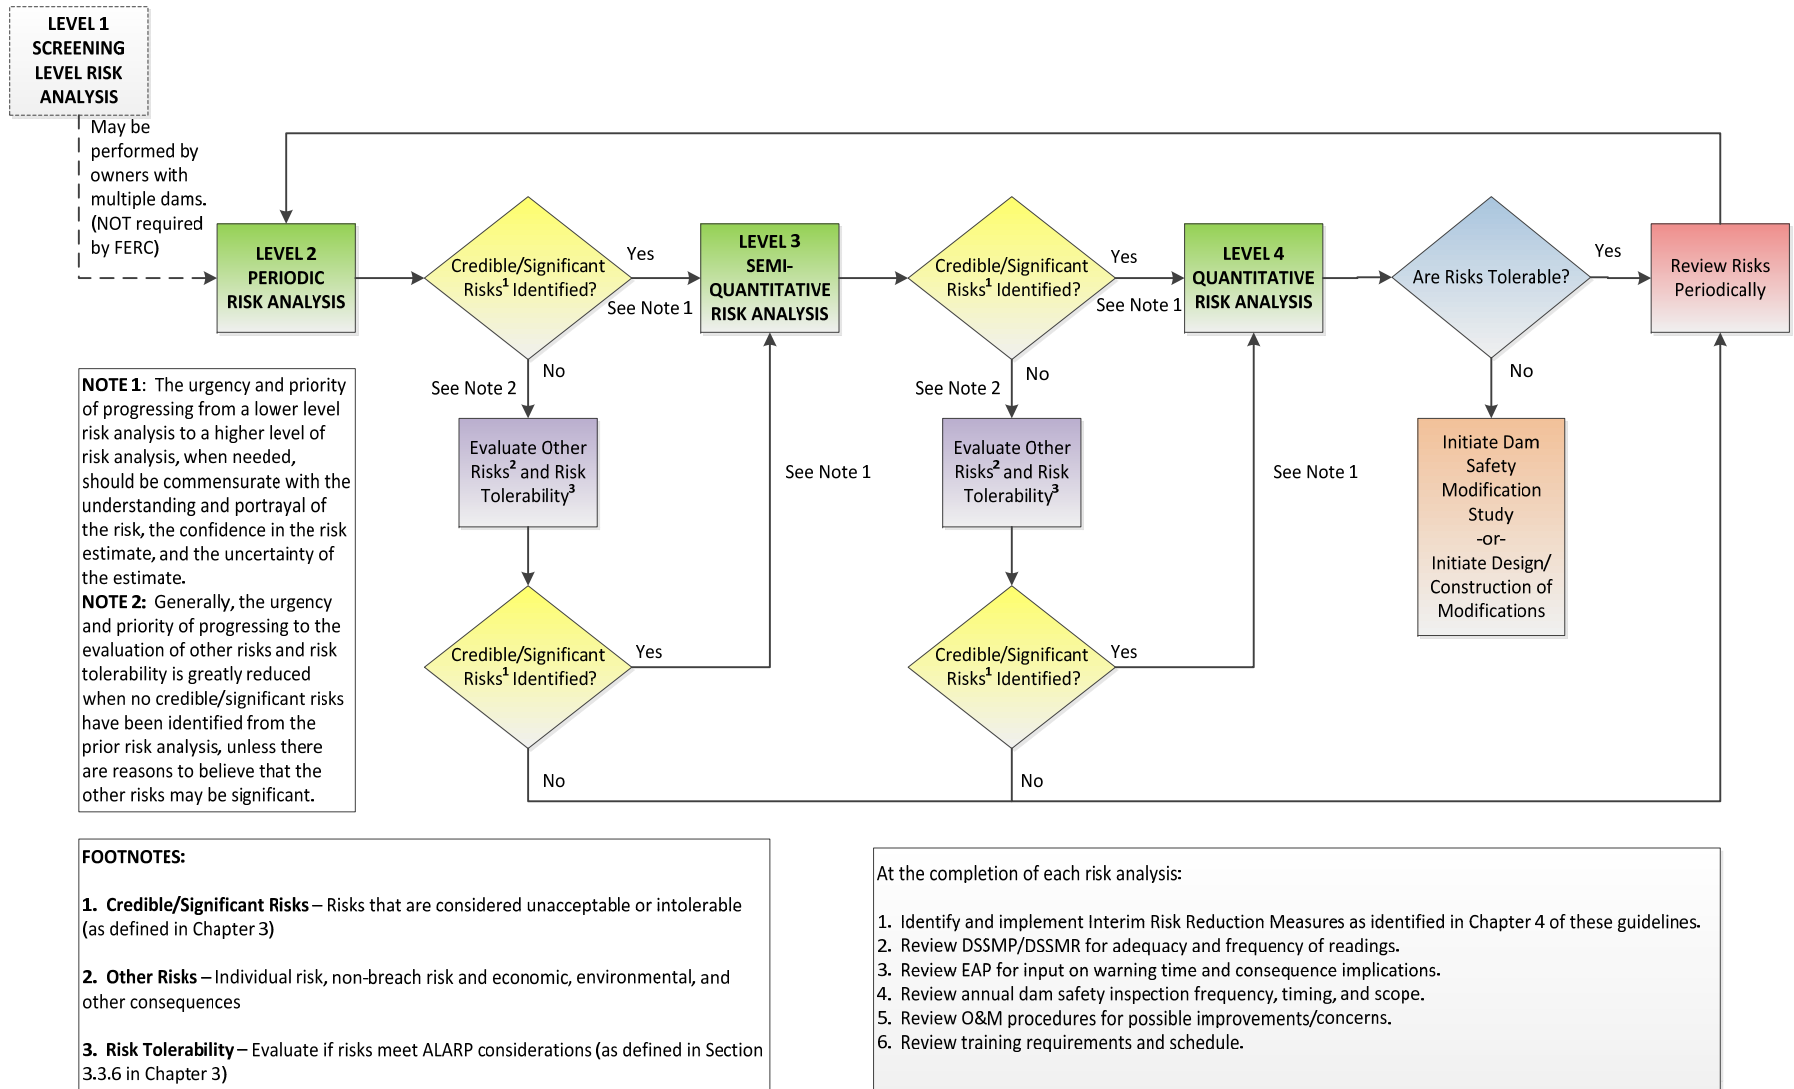 LEVEL 1
SCREENING
LEVEL RISK
ANALYSIS
May be
performed by
owners with
multiple dams.
(NOT required
by FERC)
LEVEL 2
PERIODIC
RISK ANALYSIS
Credible/Significant
Risks1 Identified?
Yes
See Note 1
No
See Note 2
LEVEL 3
SEMI-
QUANTITATIVE
RISK ANALYSIS
Credible/Significant
Risks1 Identified?
Yes
See Note 1
No
See Note 2
LEVEL 4
QUANTITATIVE
RISK ANALYSIS
Are Risks Tolerable?
Yes
No
Review Risks
Periodically
Evaluate Other
Risks2 and Risk
Tolerability3
See Note 1
Evaluate Other
Risks2 and Risk
Tolerability3
See Note 1
Initiate Dam
Safety
Modification
Study
-or-
Initiate Design/
Construction of
Modifications
Credible/Significant
Risks1 Identified?
Yes
No
Credible/Significant
Risks1 Identified?
Yes
No
NOTE 1: The urgency and priority
of progressing from a lower level
risk analysis to a higher level of
risk analysis, when needed,
should be commensurate with the
understanding and portrayal of
the risk, the confidence in the risk
estimate, and the uncertainty of
the estimate.
NOTE 2: Generally, the urgency
and priority of progressing to the
evaluation of other risks and risk
tolerability is greatly reduced
when no credible/significant risks
have been identified from the
prior risk analysis, unless there
are reasons to believe that the
other risks may be significant.
FOOTNOTES:
1. Credible/Significant Risks – Risks that are considered unacceptable or intolerable
(as defined in Chapter 3)
2. Other Risks – Individual risk, non-breach risk and economic, environmental, and
other consequences
3. Risk Tolerability – Evaluate if risks meet ALARP considerations (as defined in Section
3.3.6 in Chapter 3)
At the completion of each risk analysis:
1. Identify and implement Interim Risk Reduction Measures as identified in Chapter 4 of these guidelines.
2. Review DSSMP/DSSMR for adequacy and frequency of readings.
3. Review EAP for input on warning time and consequence implications.
4. Review annual dam safety inspection frequency, timing, and scope.
5. Review O&M procedures for possible improvements/concerns.
6. Review training requirements and schedule.